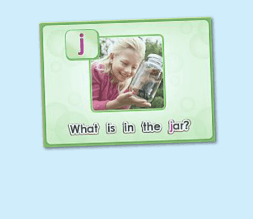 j
What is in the jar?